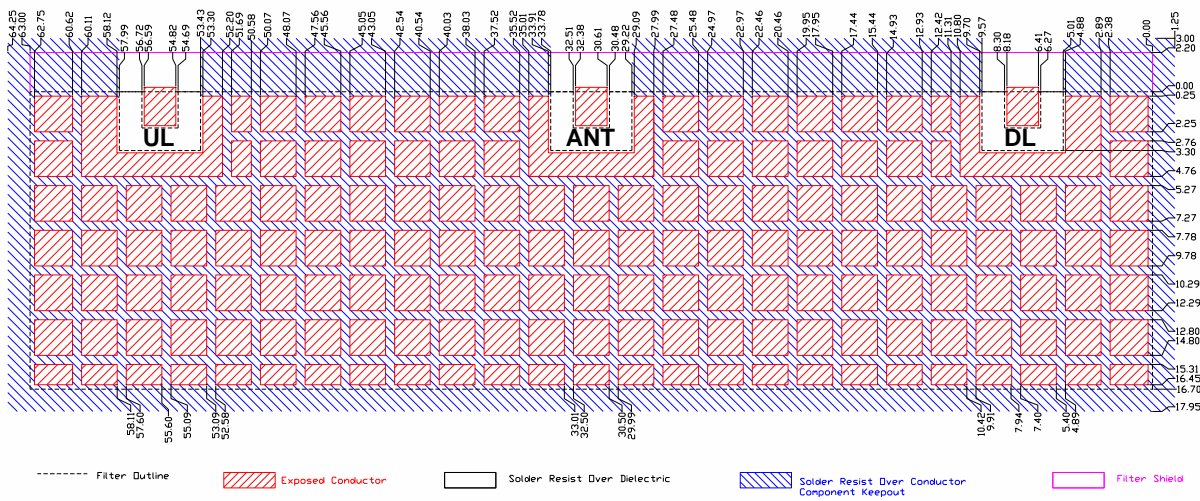 64.25 63.00 62.75 60.62 60.11 58.12 57.99 56.72 56.59 54.82 54.69 53.43 53.30 52.20 51.69 50.58 50.07 48.07 47.56 45.56 45.05 43.05 42.54 40.54 40.03 38.03 37.52 35.52 35.01 33.91 33.78 32.51 32.38 30.61 30.48 29.22 29.09 27.99 27.48 25.48 24.97 22.97 22.46 20.46 19.95 17.95 17.44 15.44 14.93 12.93 12.42 11.31 10.80 9.70 9.57 8.30 8.18 6.41 6.27 5.01 4.88 2.89 2.38 0.00 1.25
3.00
2.20
0.00
0.25
2.25
2.76
3.30
4.76
5.27
7.27
7.78
9.78
10.29
12.29
12.80
14.80
15.31
16.45
16.70
17.95
UL ANT DL
58.11 57.60 55.60 55.09 53.09 52.58 33.01 32.50 30.50 29.99 10.42 9.91 7.94 7.40 5.40 4.89
Filter Outline
Exposed Conductor
Solder Resist Over Dielectric
Solder Resist Over Conductor
Component Keepout
Filter Shield